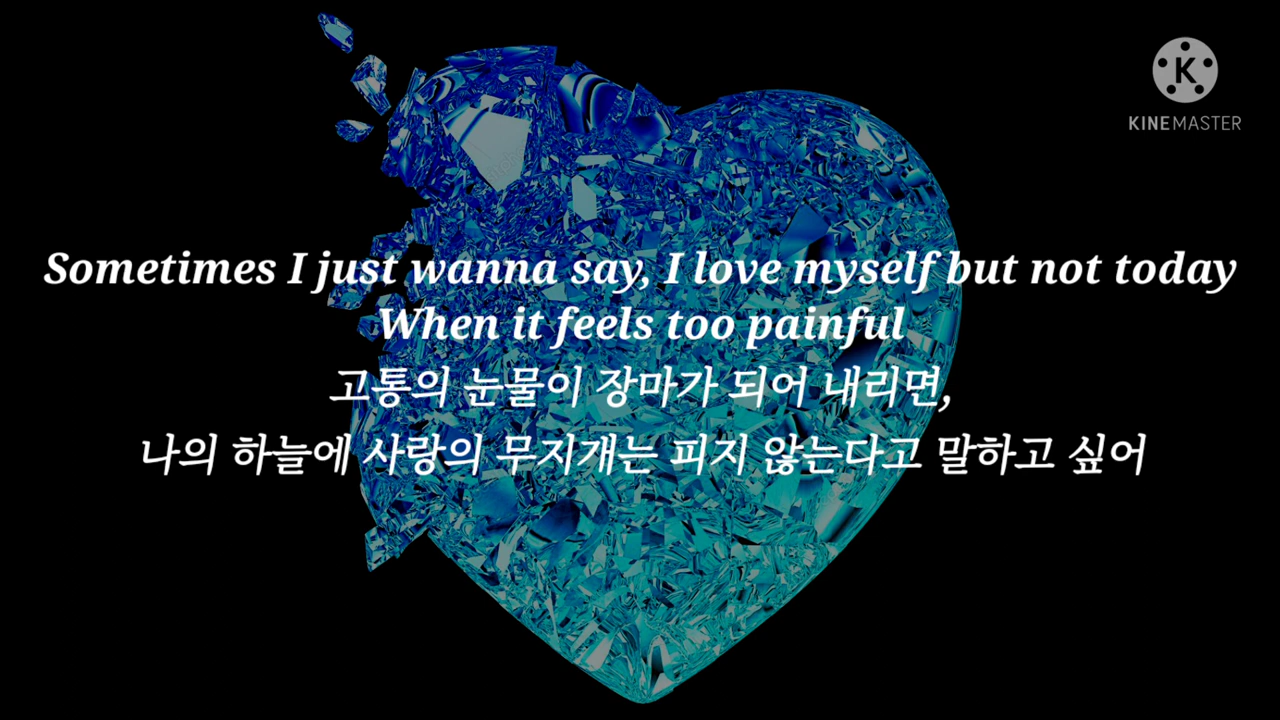 K
KINEMASTER
Sometimes I just wanna say, I love myself but not today
When it feels too painful
고통의 눈물이 장마가 되어 내리면,
나의 하늘에 사랑의 무지개는 피지 않는다고 말하고 싶어